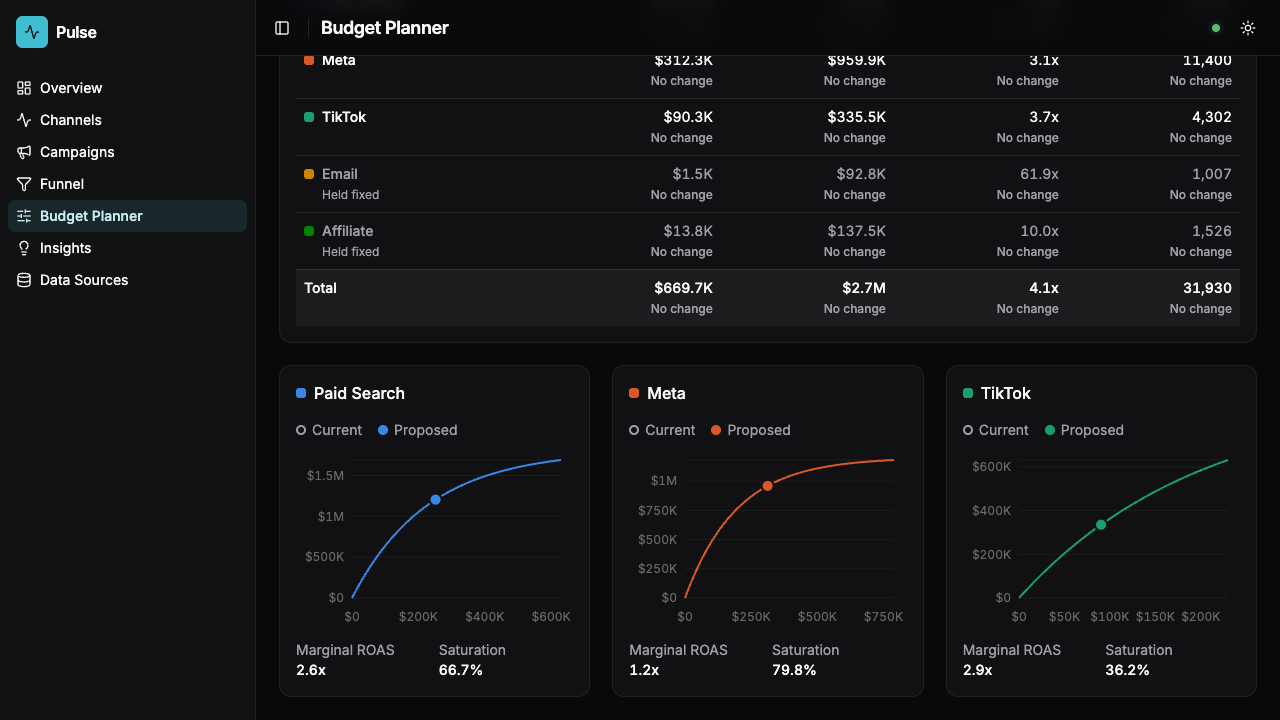 Pulse
Budget Planner
Overview
Channels
Campaigns
Funnel
Budget Planner
Insights
Data Sources
Meta $312.3K $959.9K 3.1x 11,400
No change No change No change No change
TikTok $90.3K $335.5K 3.7x 4,302
No change No change No change No change
Email $1.5K $92.8K 61.9x 1,007
Held fixed No change No change No change No change
Affiliate $13.8K $137.5K 10.0x 1,526
Held fixed No change No change No change No change
Total $669.7K $2.7M 4.1x 31,930
No change No change No change No change
Paid Search
Current Proposed
$1.5M
$1M
$500K
$0
$0 $200K $400K $600K
Marginal ROAS Saturation
2.6x 66.7%
Meta
Current Proposed
$1M
$750K
$500K
$250K
$0
$0 $250K $500K $750K
Marginal ROAS Saturation
1.2x 79.8%
TikTok
Current Proposed
$600K
$400K
$200K
$0
$0 $50K $100K $150K $200K
Marginal ROAS Saturation
2.9x 36.2%